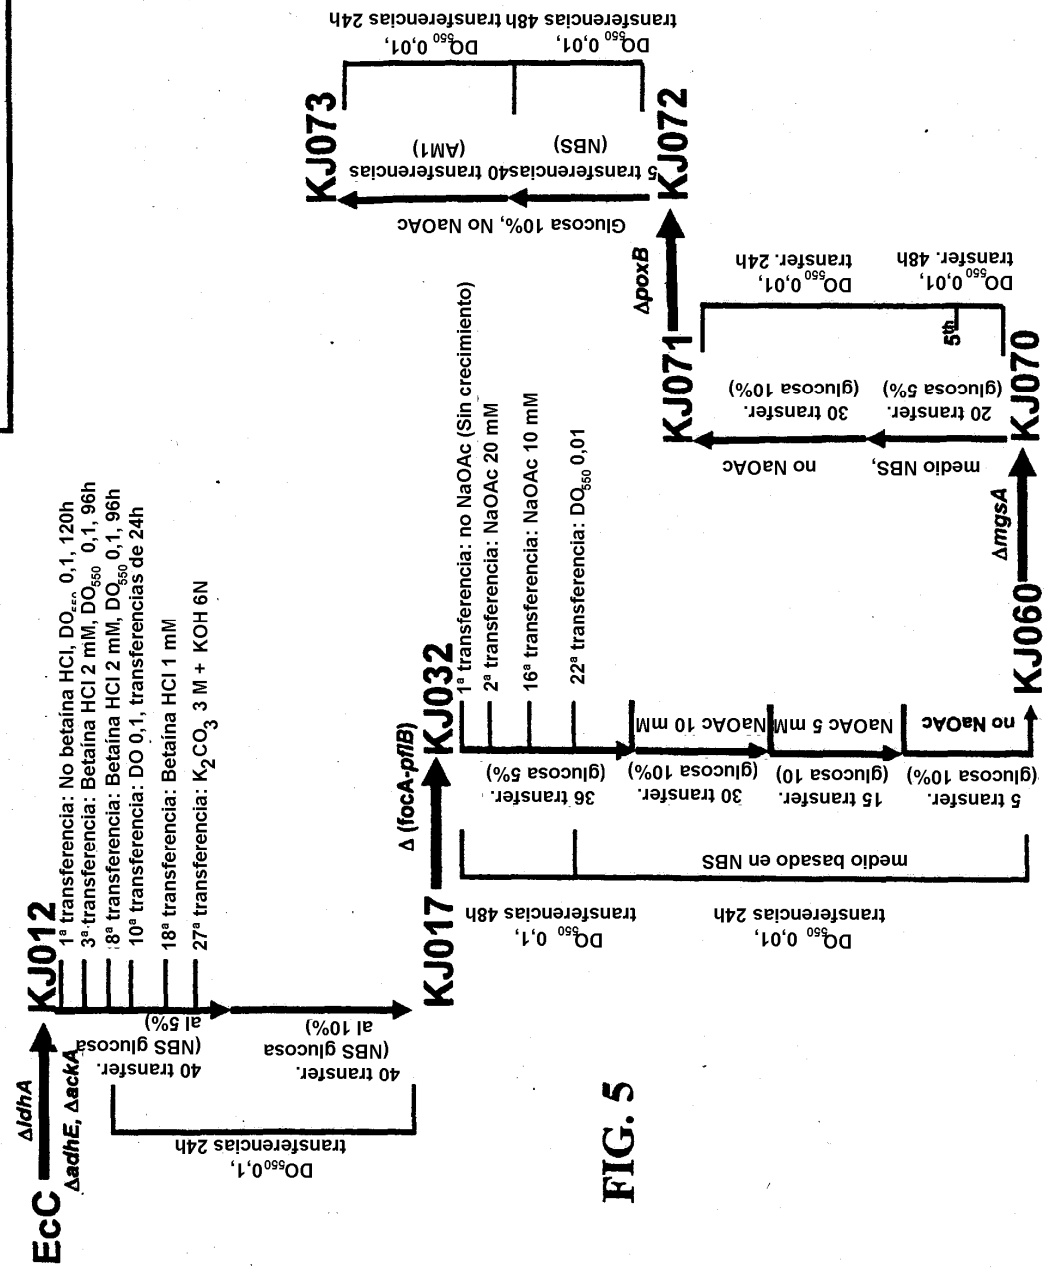 EcC
ΔldhA
ΔadhE, ΔackA
KJ012
1ª transferencia: No betaína HCl, DO550 0,1, 120h
3ª transferencia: Betaína HCl 2 mM, DO550 0,1, 96h
8ª transferencia: Betaína HCl 2 mM, DO550 0,1, 96h
10ª transferencia: DO 0,1, transferencias de 24h
18ª transferencia: Betaína HCl 1 mM
27ª transferencia: K2CO3 3 M + KOH 6N
40 transfer.
(NBS glucosa
al 5%)
40 transfer.
(NBS glucosa
al 10%)
DO550 0,1,
transferencias 24h
KJ017
Δ (focA-pflB)
KJ032
1ª transferencia: no NaOAc (Sin crecimiento)
2ª transferencia: NaOAc 20 mM
16ª transferencia: NaOAc 10 mM
22ª transferencia: DO550 0,01
36 transfer.
(glucosa 5%)
30 transfer.
(glucosa 10%)
NaOAc 10 mM
15 transfer.
(glucosa 10)
NaOAc 5 mM
5 transfer.
(glucosa 10%)
no NaOAc
medio basado en NBS
DO550 0,1,
transferencias 48h
DO550 0,01,
transferencias 24h
KJ060
ΔmgsA
KJ070
medio NBS,
no NaOAc
20 transfer.
(glucosa 5%)
30 transfer.
(glucosa 10%)
5th
DO550 0,01,
transfer. 48h
DO550 0,01,
transfer. 24h
KJ071
ΔpoxB
KJ072
Glucosa 10%, No NaOAc
5 transferencias
(NBS)
40 transferencias
(AM1)
DO550 0,01,
transferencias 48h
DO550 0,01,
transferencias 24h
KJ073
FIG. 5